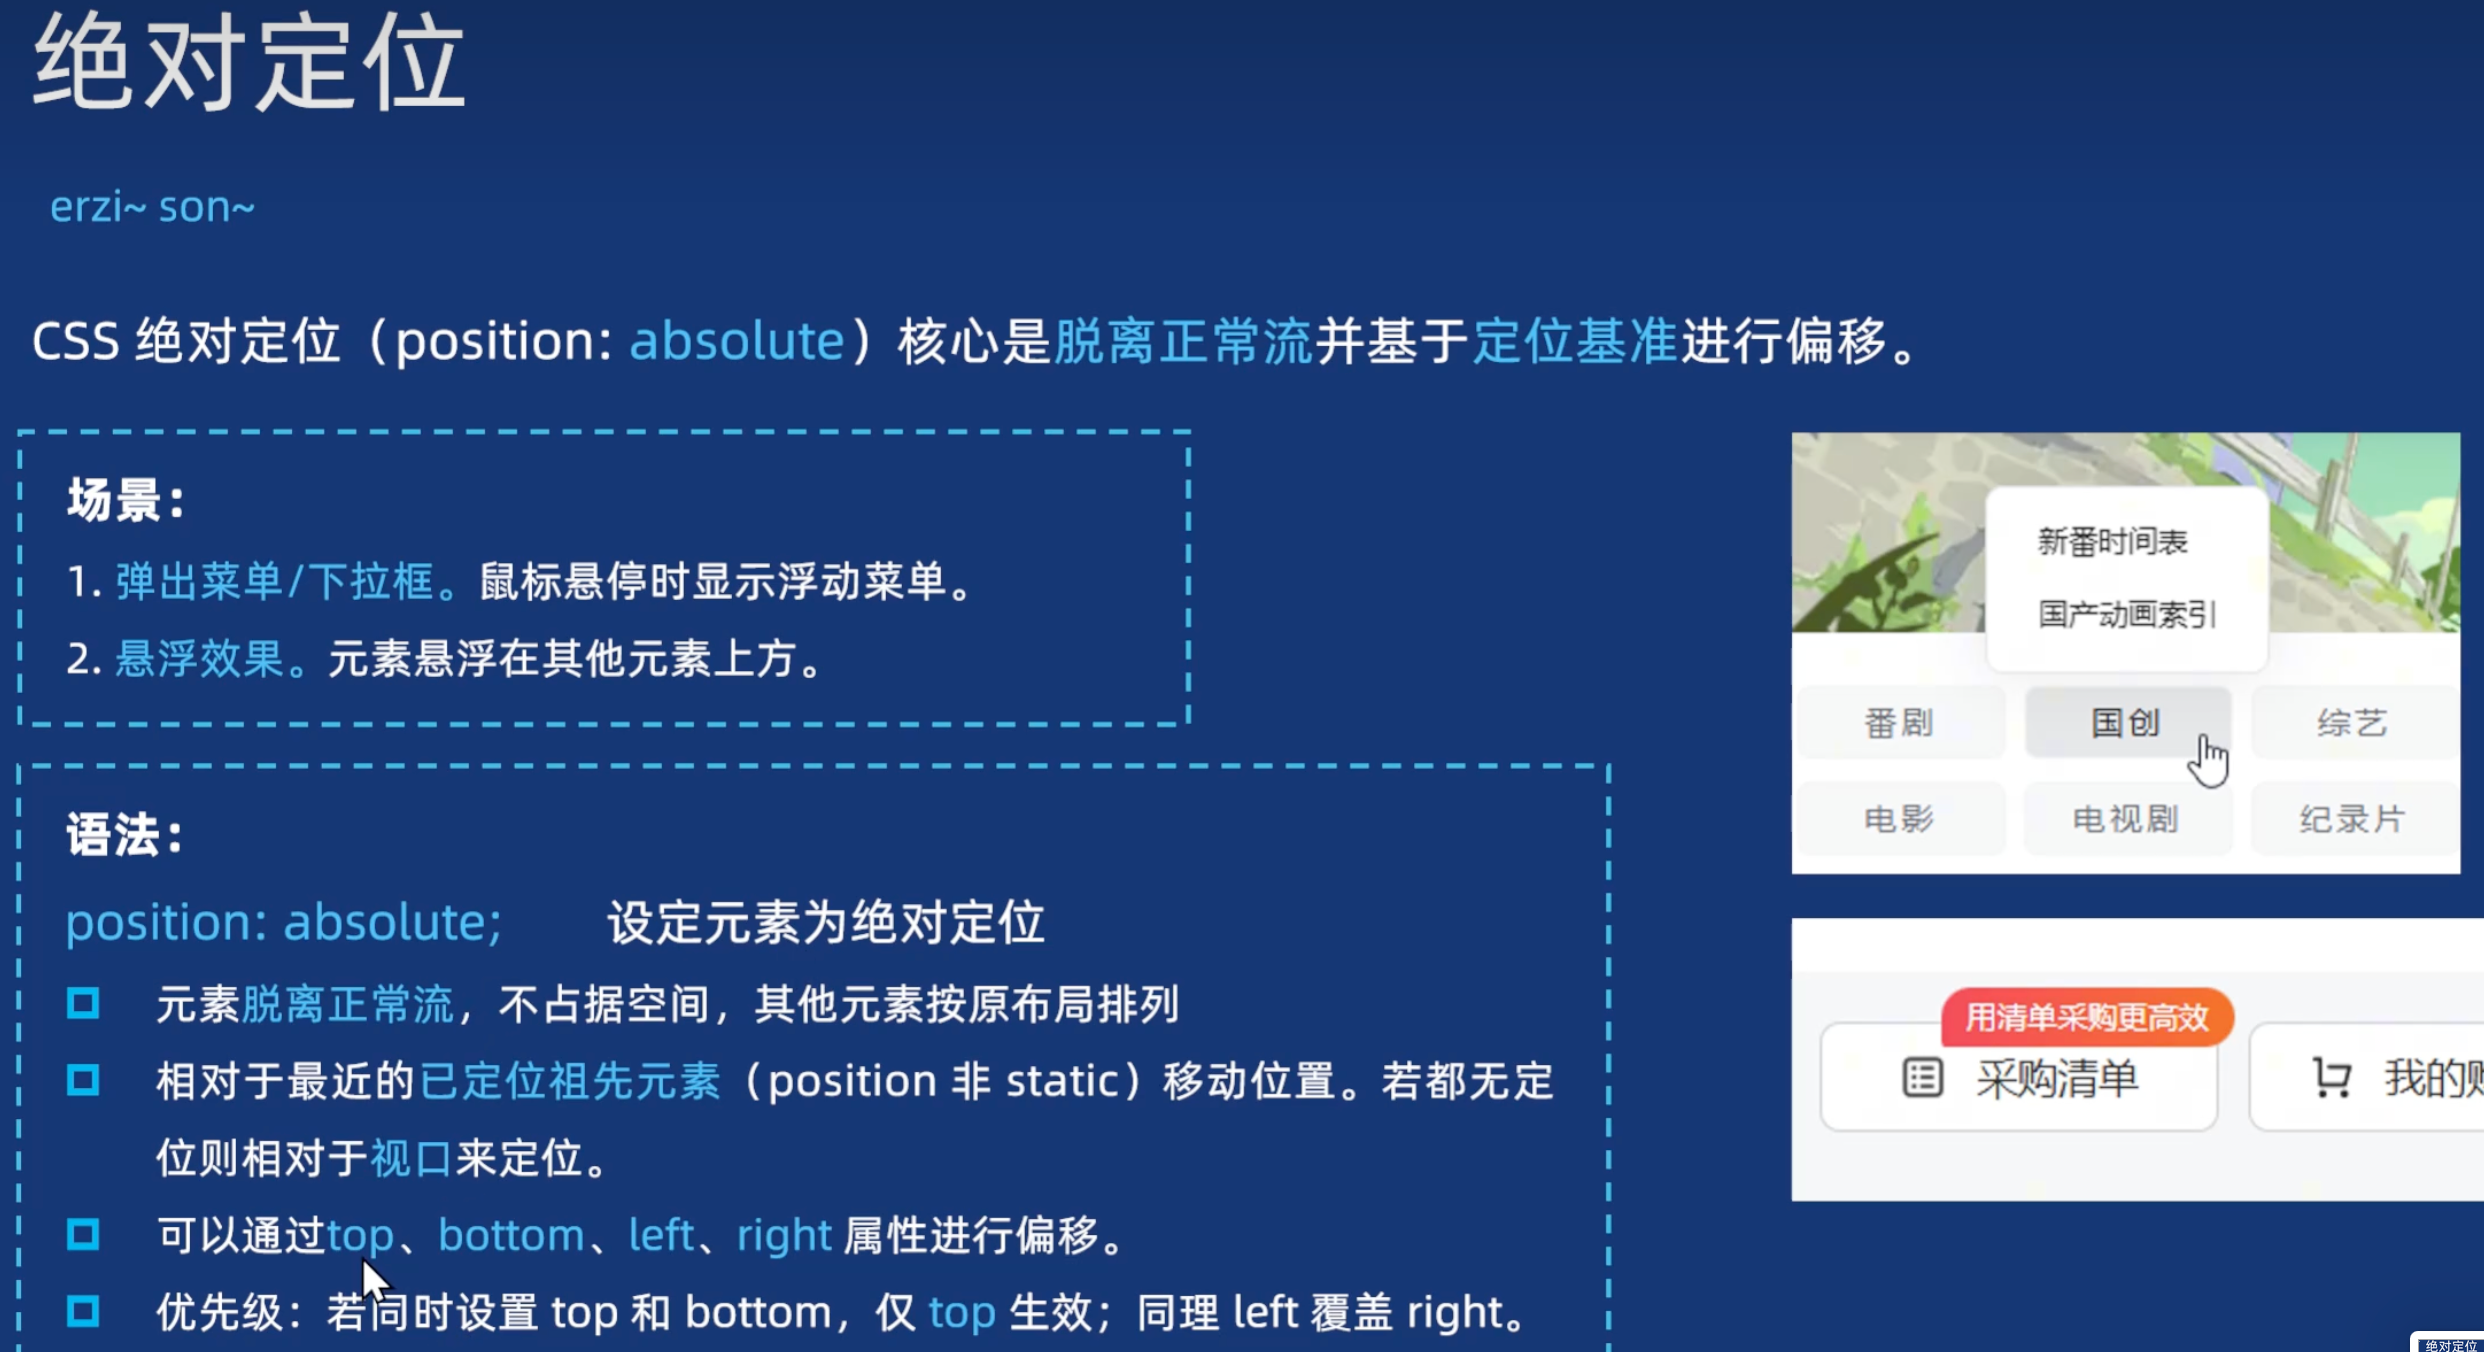 绝对定位
erzi~ son~
CSS 绝对定位（position: absolute）核心是脱离正常流并基于定位基准进行偏移。
场景：
1. 弹出菜单/下拉框。鼠标悬停时显示浮动菜单。
2. 悬浮效果。元素悬浮在其他元素上方。
语法：
position: absolute; 设定元素为绝对定位
元素脱离正常流，不占据空间，其他元素按原布局排列
相对于最近的已定位祖先元素（position 非 static）移动位置。若都无定
位则相对于视口来定位。
可以通过top、bottom、left、right 属性进行偏移。
优先级：若同时设置 top 和 bottom，仅 top 生效；同理 left 覆盖 right。
新番时间表
国产动画索引
番剧 国创 综艺
电影 电视剧 纪录片
用清单采购更高效
采购清单 我的
绝对定位